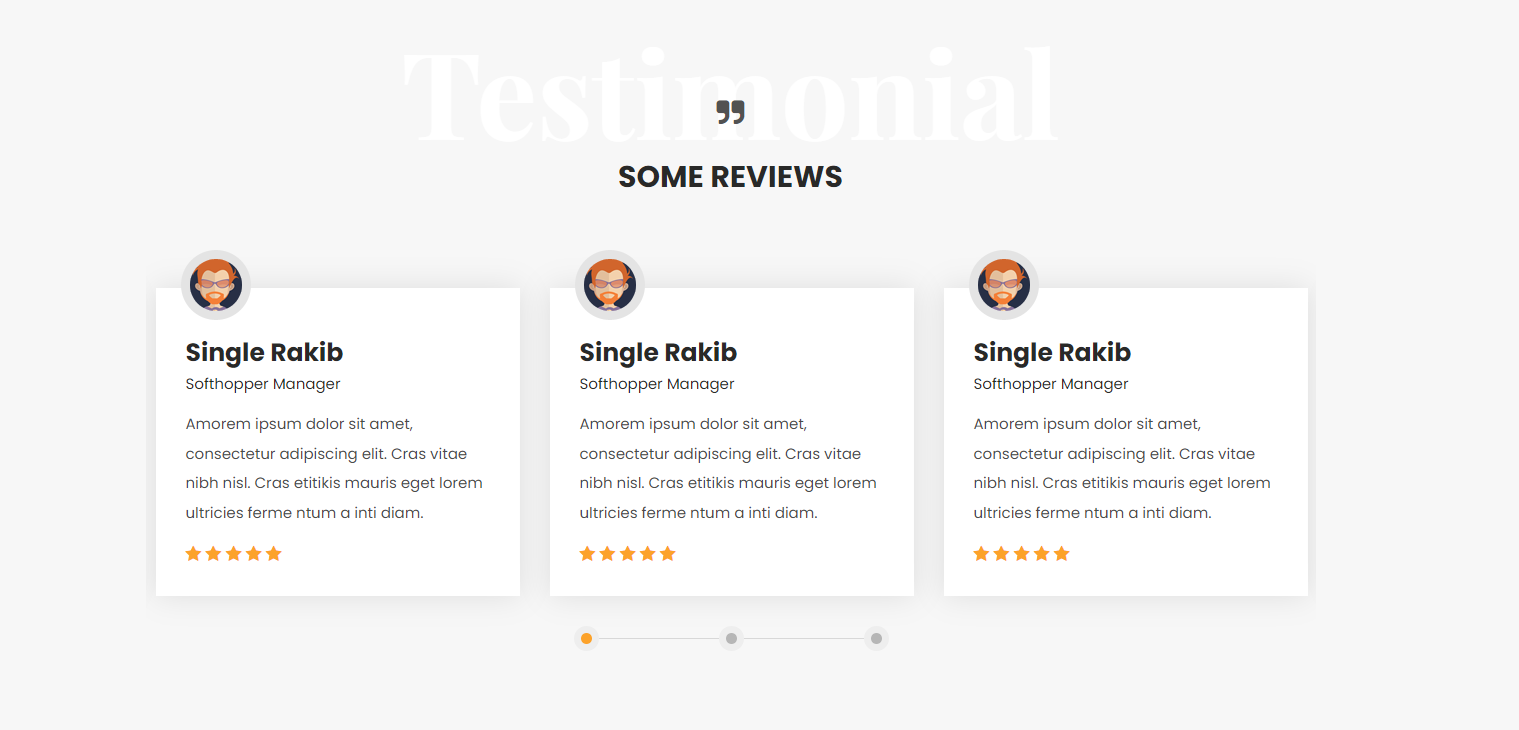 Testimonial
SOME REVIEWS
Single Rakib
Softhopper Manager
Amorem ipsum dolor sit amet,
consectetur adipiscing elit. Cras vitae
nibh nisl. Cras etitikis mauris eget lorem
ultricies ferme ntum a inti diam.
Single Rakib
Softhopper Manager
Amorem ipsum dolor sit amet,
consectetur adipiscing elit. Cras vitae
nibh nisl. Cras etitikis mauris eget lorem
ultricies ferme ntum a inti diam.
Single Rakib
Softhopper Manager
Amorem ipsum dolor sit amet,
consectetur adipiscing elit. Cras vitae
nibh nisl. Cras etitikis mauris eget lorem
ultricies ferme ntum a inti diam.